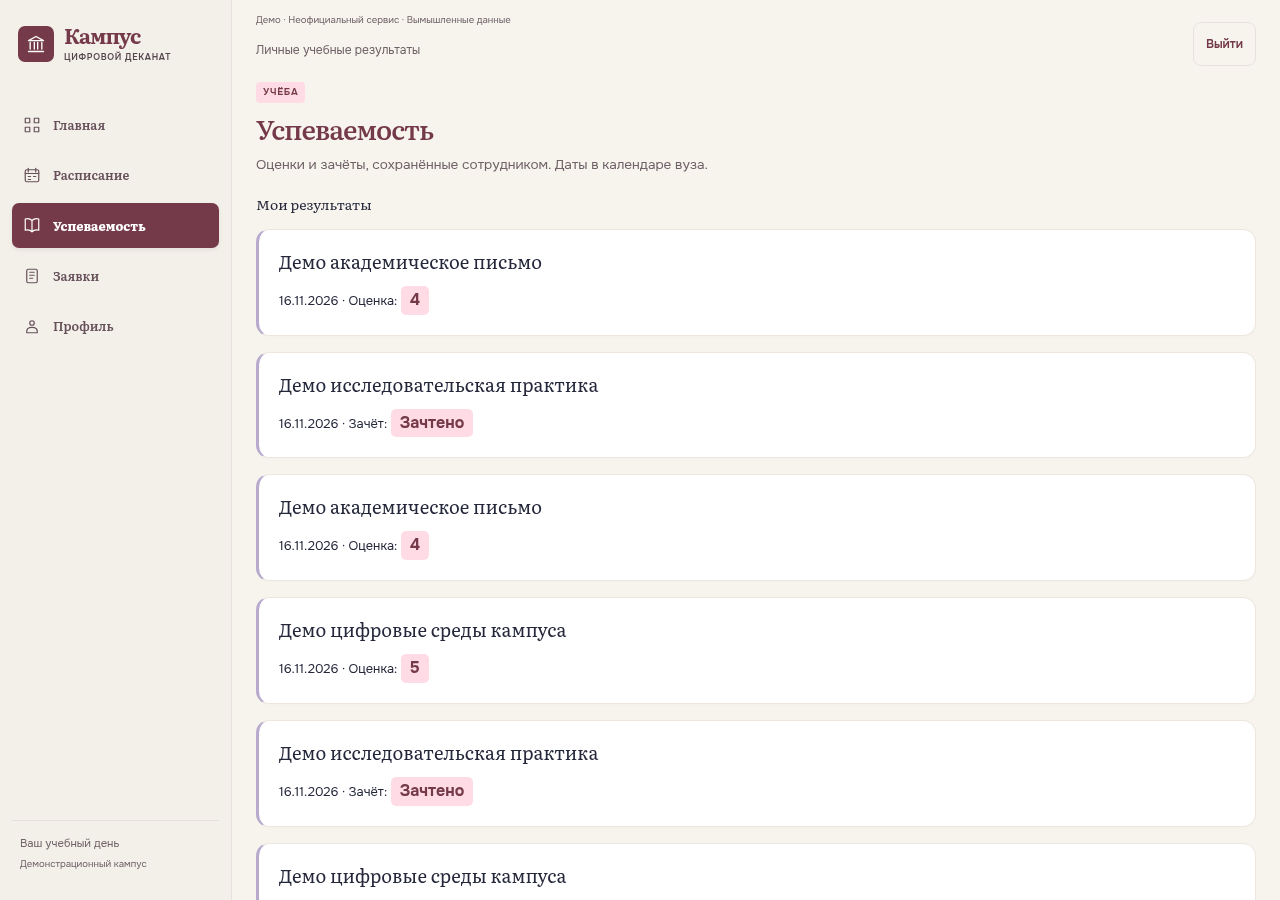 Кампус
ЦИФРОВОЙ ДЕКАНАТ
Главная
Расписание
Успеваемость
Заявки
Профиль
Ваш учебный день
Демонстрационный кампус
Демо · Неофициальный сервис · Вымышленные данные
Личные учебные результаты
Выйти
УЧЁБА
Успеваемость
Оценки и зачёты, сохранённые сотрудником. Даты в календаре вуза.
Мои результаты
Демо академическое письмо
16.11.2026 · Оценка: 4
Демо исследовательская практика
16.11.2026 · Зачёт: Зачтено
Демо академическое письмо
16.11.2026 · Оценка: 4
Демо цифровые среды кампуса
16.11.2026 · Оценка: 5
Демо исследовательская практика
16.11.2026 · Зачёт: Зачтено
Демо цифровые среды кампуса